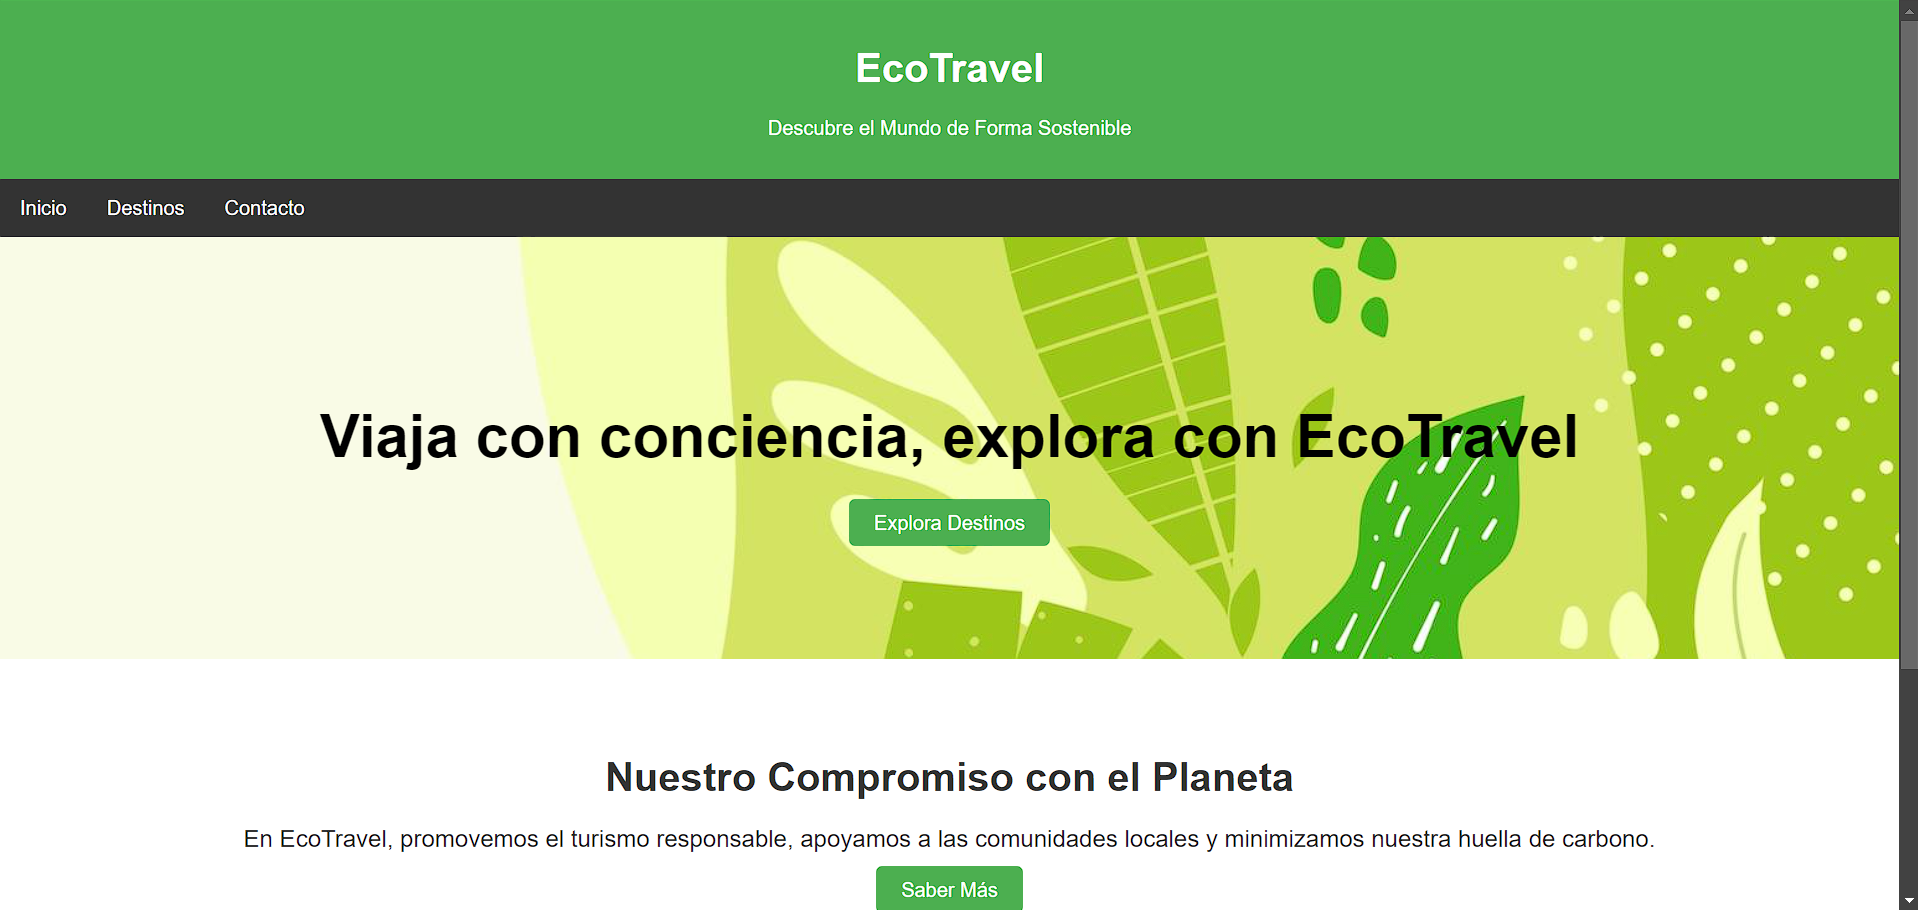 EcoTravel
Descubre el Mundo de Forma Sostenible
Inicio Destinos Contacto
Viaja con conciencia, explora con EcoTravel
Explora Destinos
Nuestro Compromiso con el Planeta
En EcoTravel, promovemos el turismo responsable, apoyamos a las comunidades locales y minimizamos nuestra huella de carbono.
Saber Más